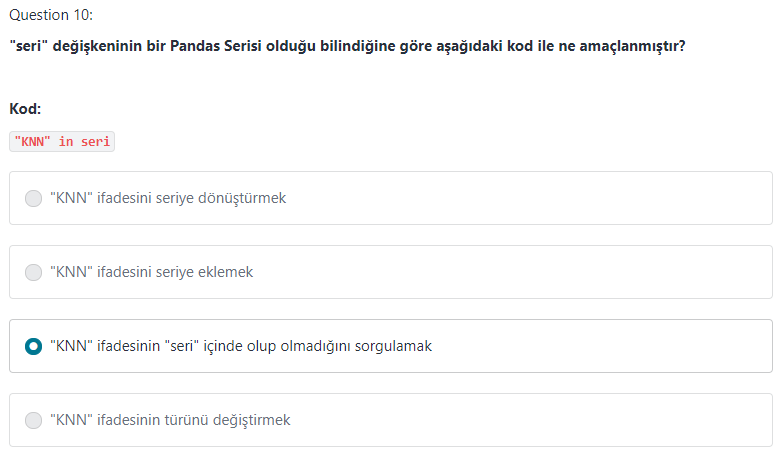 Question 10:
"seri" değişkeninin bir Pandas Serisi olduğu bilindiğine göre aşağıdaki kod ile ne amaçlanmıştır?
Kod:
"KNN" in seri
"KNN" ifadesini seriye dönüştürmek
"KNN" ifadesini seriye eklemek
"KNN" ifadesinin "seri" içinde olup olmadığını sorgulamak
"KNN" ifadesinin türünü değiştirmek